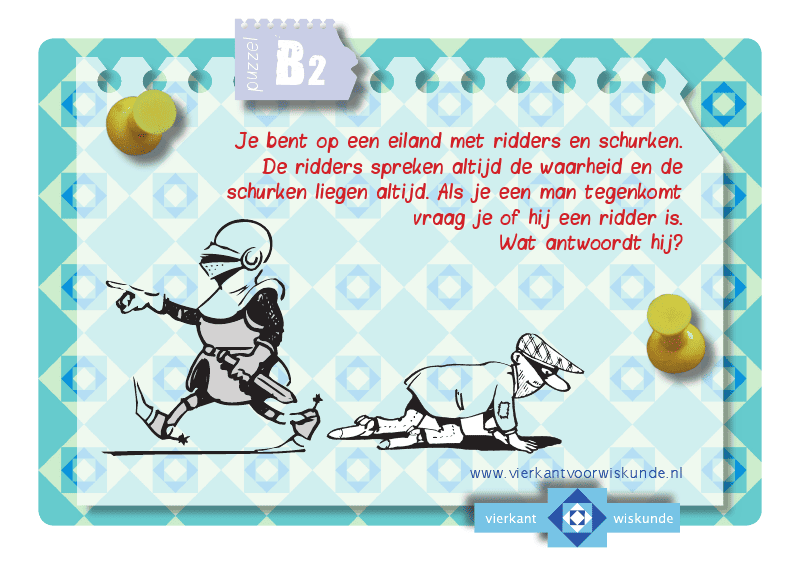 puzzel
B2
Je bent op een eiland met ridders en schurken.
De ridders spreken altijd de waarheid en de
schurken liegen altijd. Als je een man tegenkomt
vraag je of hij een ridder is.
Wat antwoordt hij?
www.vierkantvoorwiskunde.nl
vierkant wiskunde